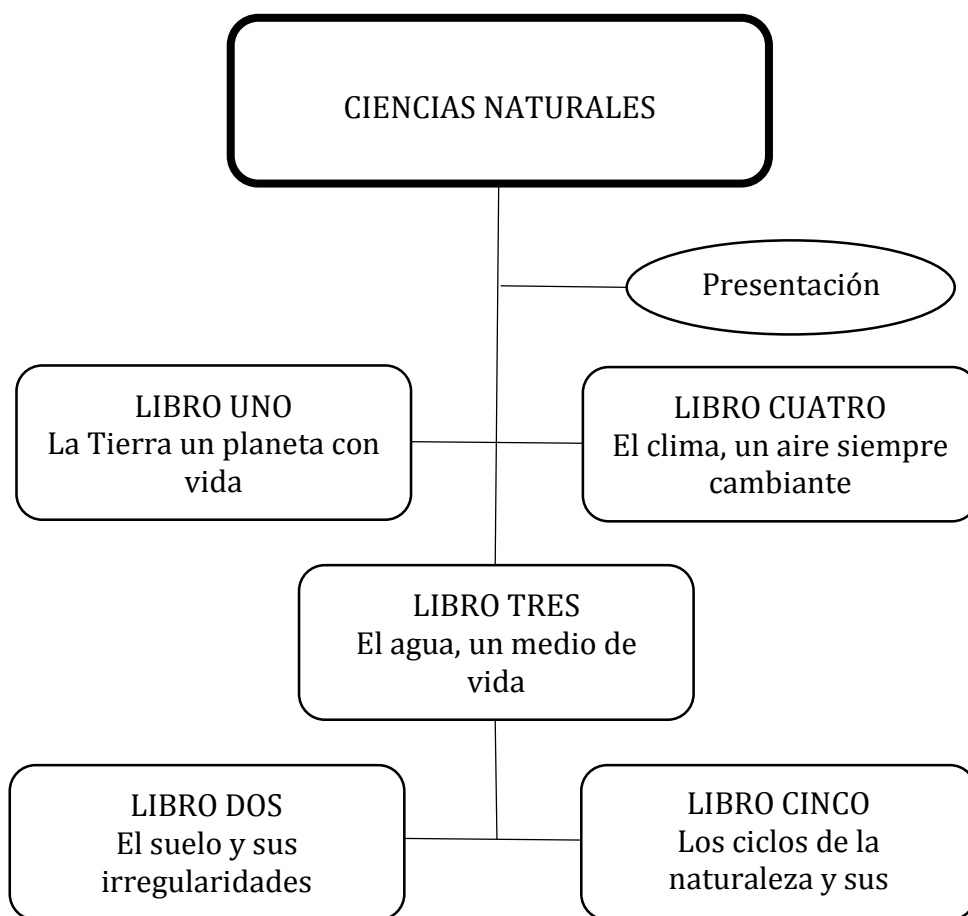 CIENCIAS NATURALES
Presentación
LIBRO UNO
La Tierra un planeta con
vida
LIBRO CUATRO
El clima, un aire siempre
cambiante
LIBRO TRES
El agua, un medio de
vida
LIBRO DOS
El suelo y sus
irregularidades
LIBRO CINCO
Los ciclos de la
naturaleza y sus